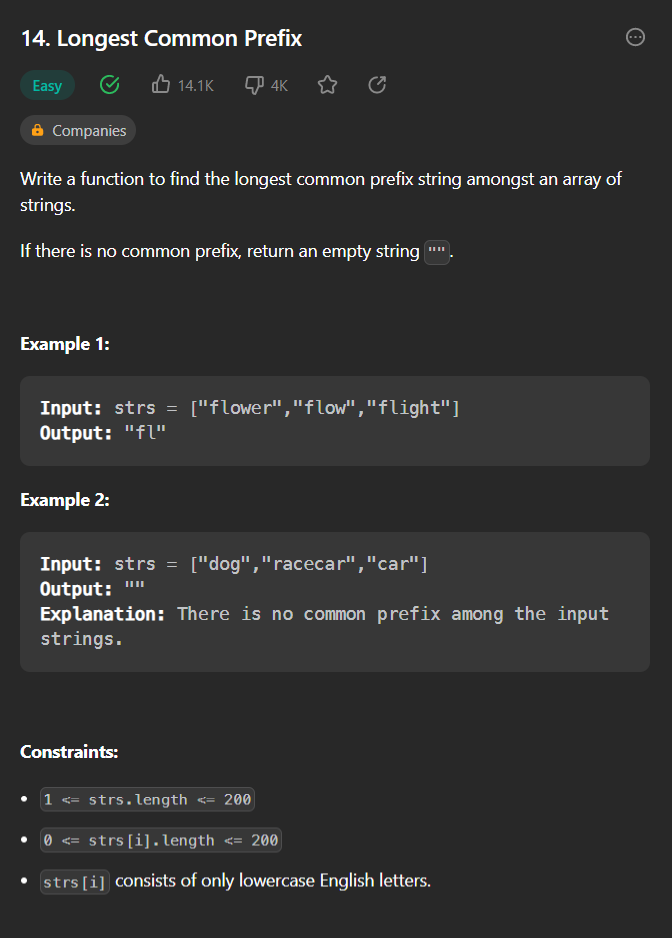 14. Longest Common Prefix
Easy 14.1K 4K
Companies
Write a function to find the longest common prefix string amongst an array of
strings.
If there is no common prefix, return an empty string "".
Example 1:
Input: strs = ["flower","flow","flight"]
Output: "fl"
Example 2:
Input: strs = ["dog","racecar","car"]
Output: ""
Explanation: There is no common prefix among the input
strings.
Constraints:
• 1 <= strs.length <= 200
• 0 <= strs[i].length <= 200
• strs[i] consists of only lowercase English letters.